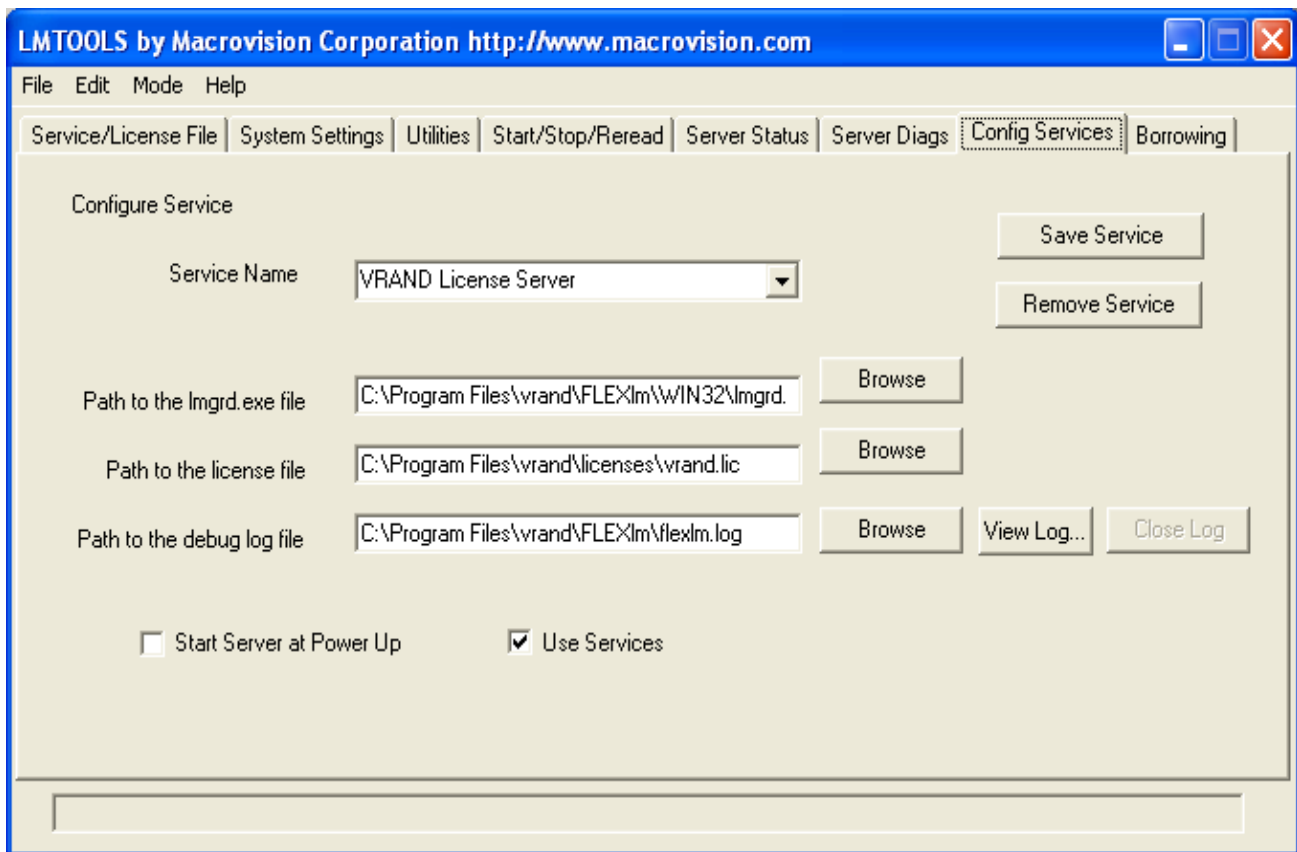 LMTOOLS by Macrovision Corporation http://www.macrovision.com
File Edit Mode Help
Service/License File System Settings Utilities Start/Stop/Reread Server Status Server Diags Config Services Borrowing
Configure Service
Save Service
Service Name VRAND License Server
Remove Service
Path to the lmgrd.exe file C:\Program Files\vrand\FLEXlm\WIN32\lmgrd. Browse
Path to the license file C:\Program Files\vrand\licenses\vrand.lic Browse
Path to the debug log file C:\Program Files\vrand\FLEXlm\flexlm.log Browse View Log... Close Log
Start Server at Power Up Use Services